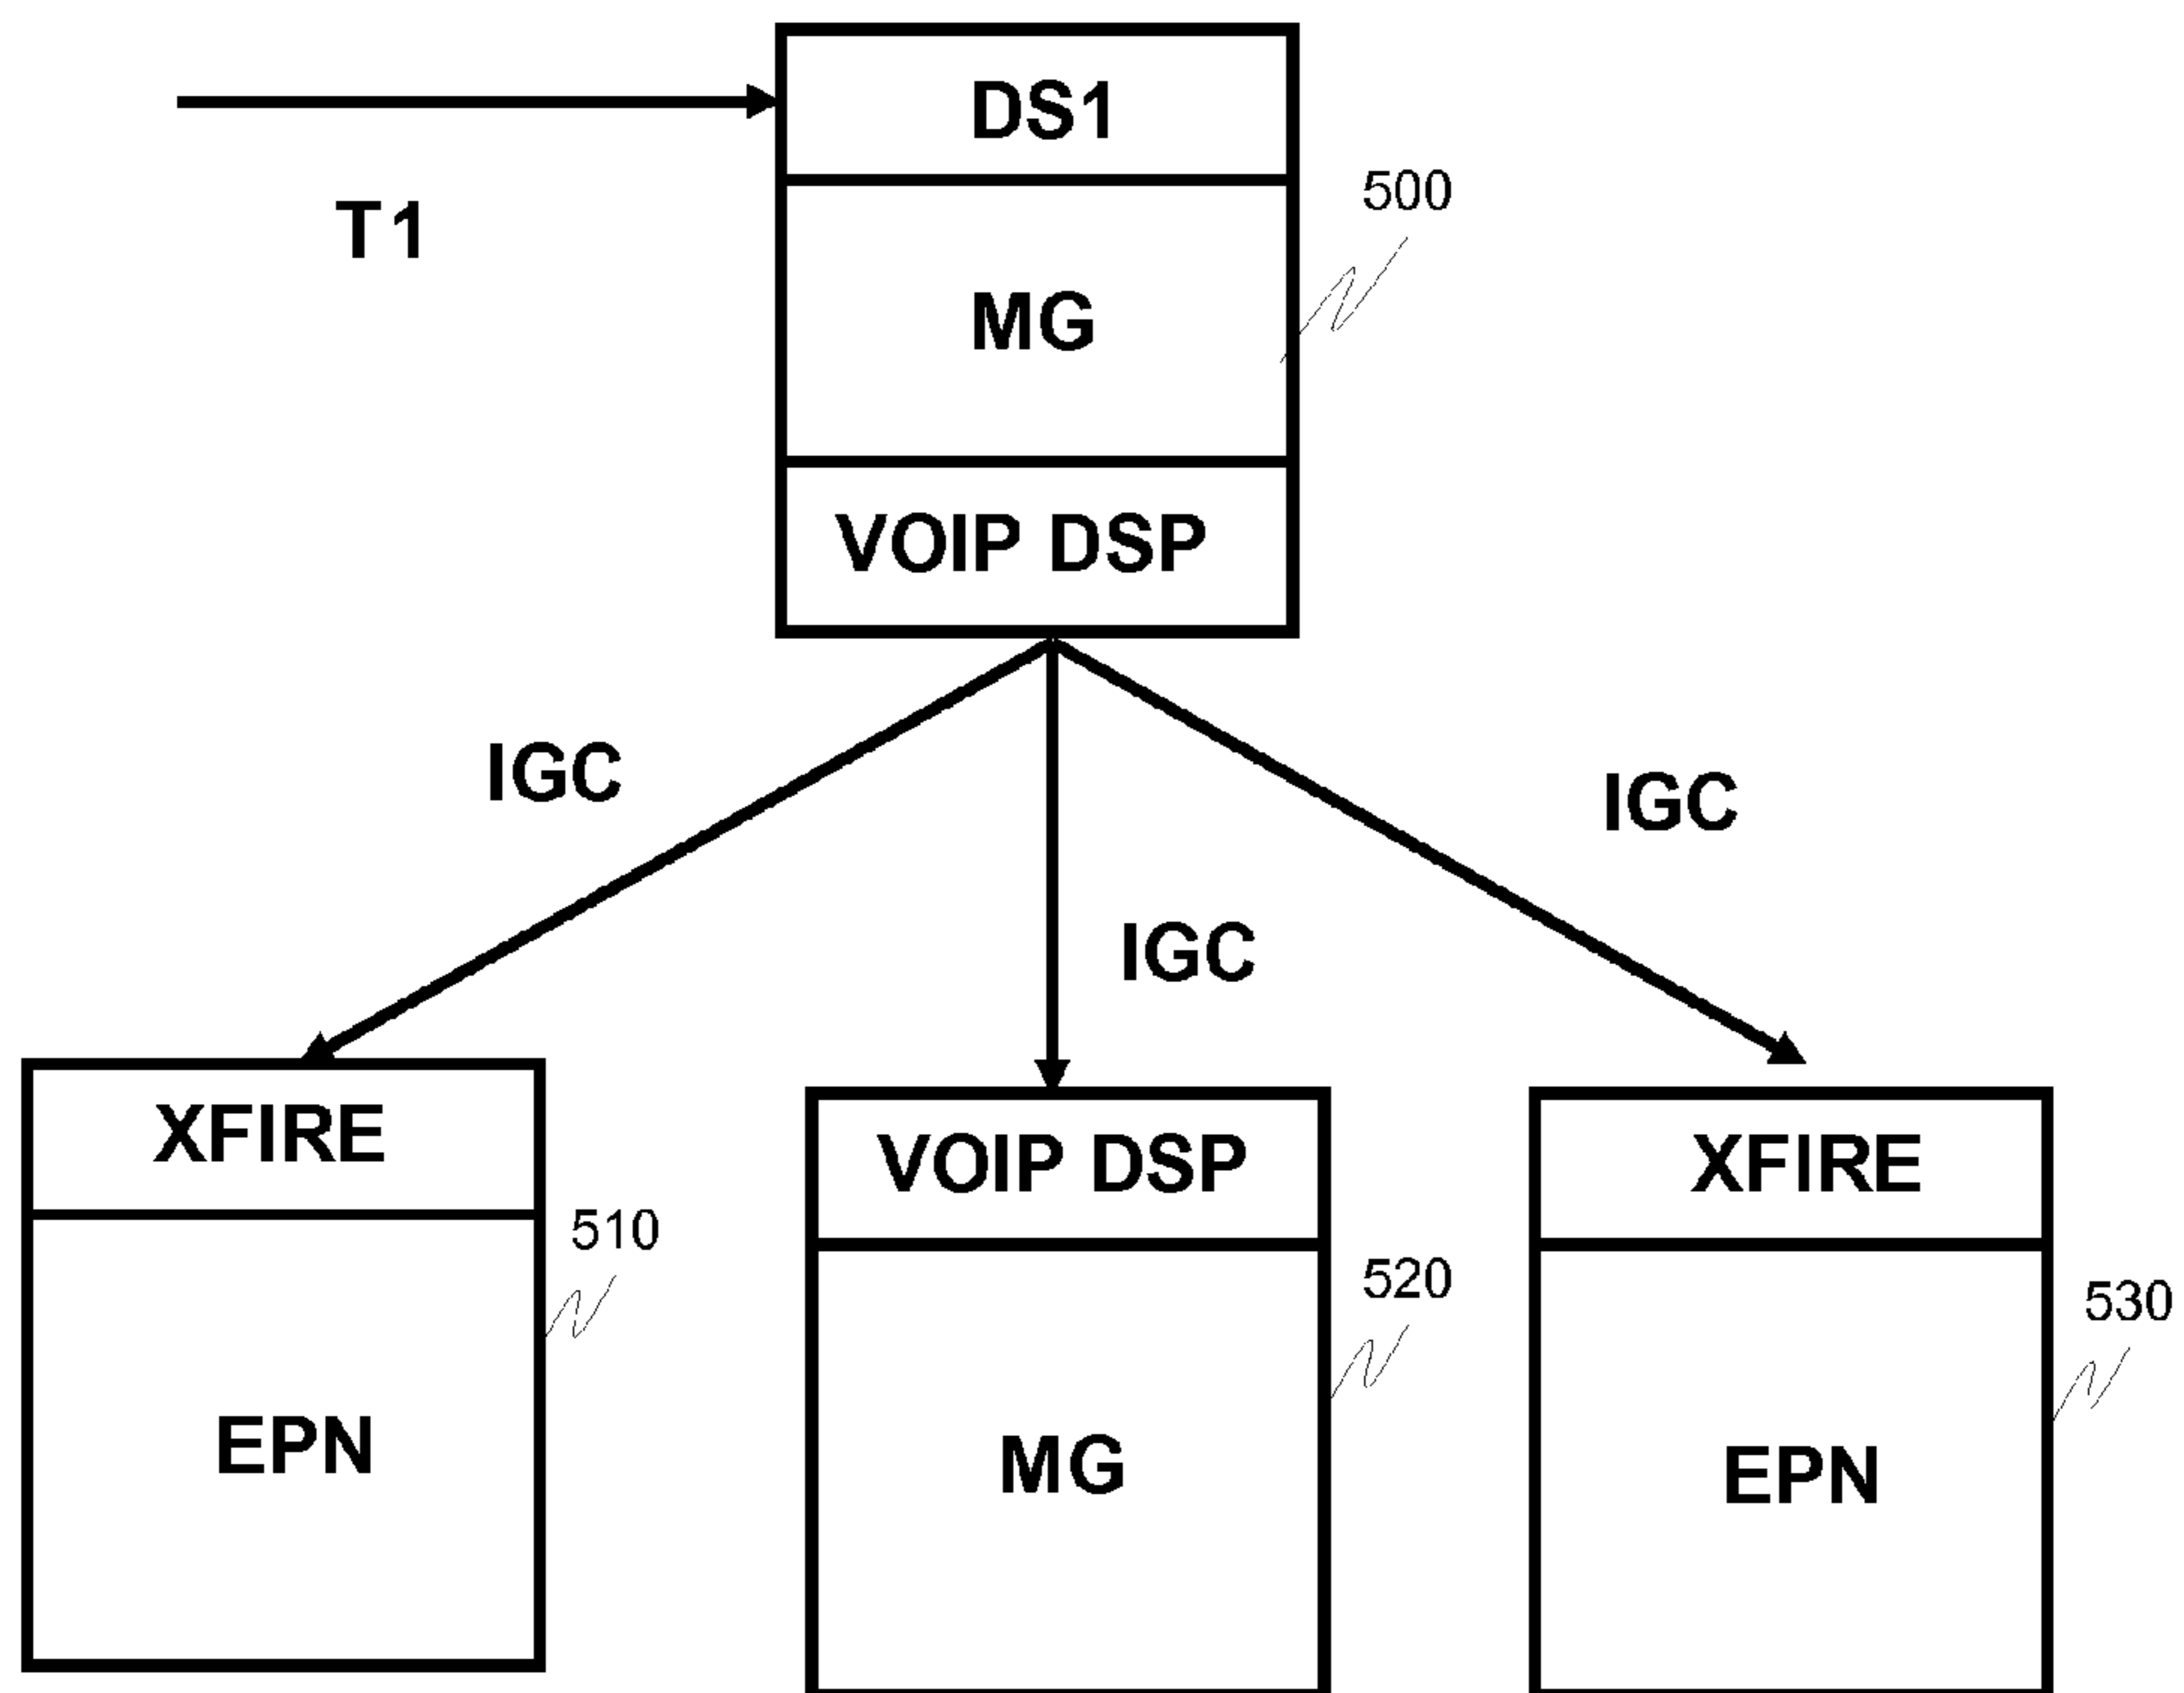 DS1
500
T1
MG
VOIP DSP
IGC
IGC
IGC
XFIRE
VOIP DSP
XFIRE
510
520
530
EPN
MG
EPN